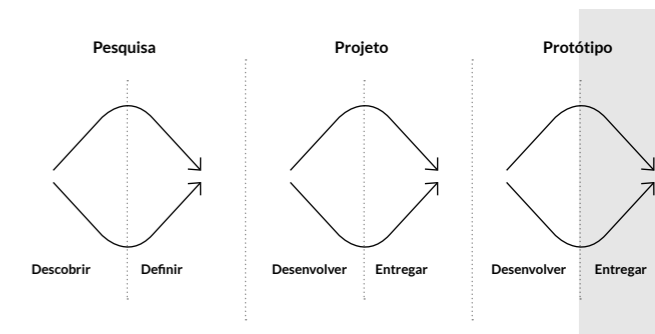 Pesquisa
Projeto
Protótipo
Descobrir
Definir
Desenvolver
Entregar
Desenvolver
Entregar